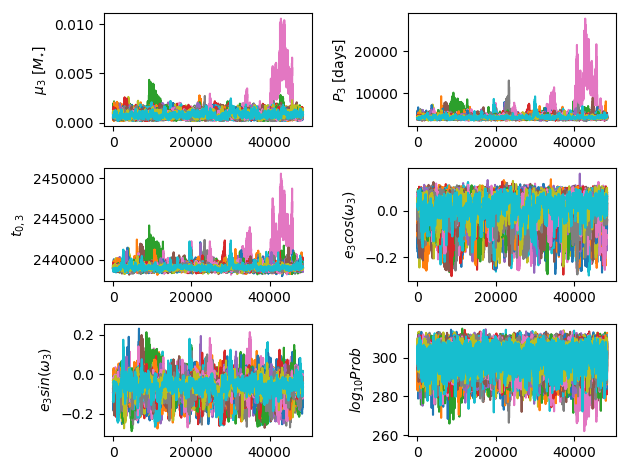 μ₃ [M⋆]
0.010
0.005
0.000
0 20000 40000
P₃ [days]
20000
10000
0 20000 40000
t₀,₃
2450000
2445000
2440000
0 20000 40000
e₃cos(ω₃)
0.0
−0.2
0 20000 40000
e₃sin(ω₃)
0.2
0.0
−0.2
0 20000 40000
log₁₀Prob
300
280
260
0 20000 40000